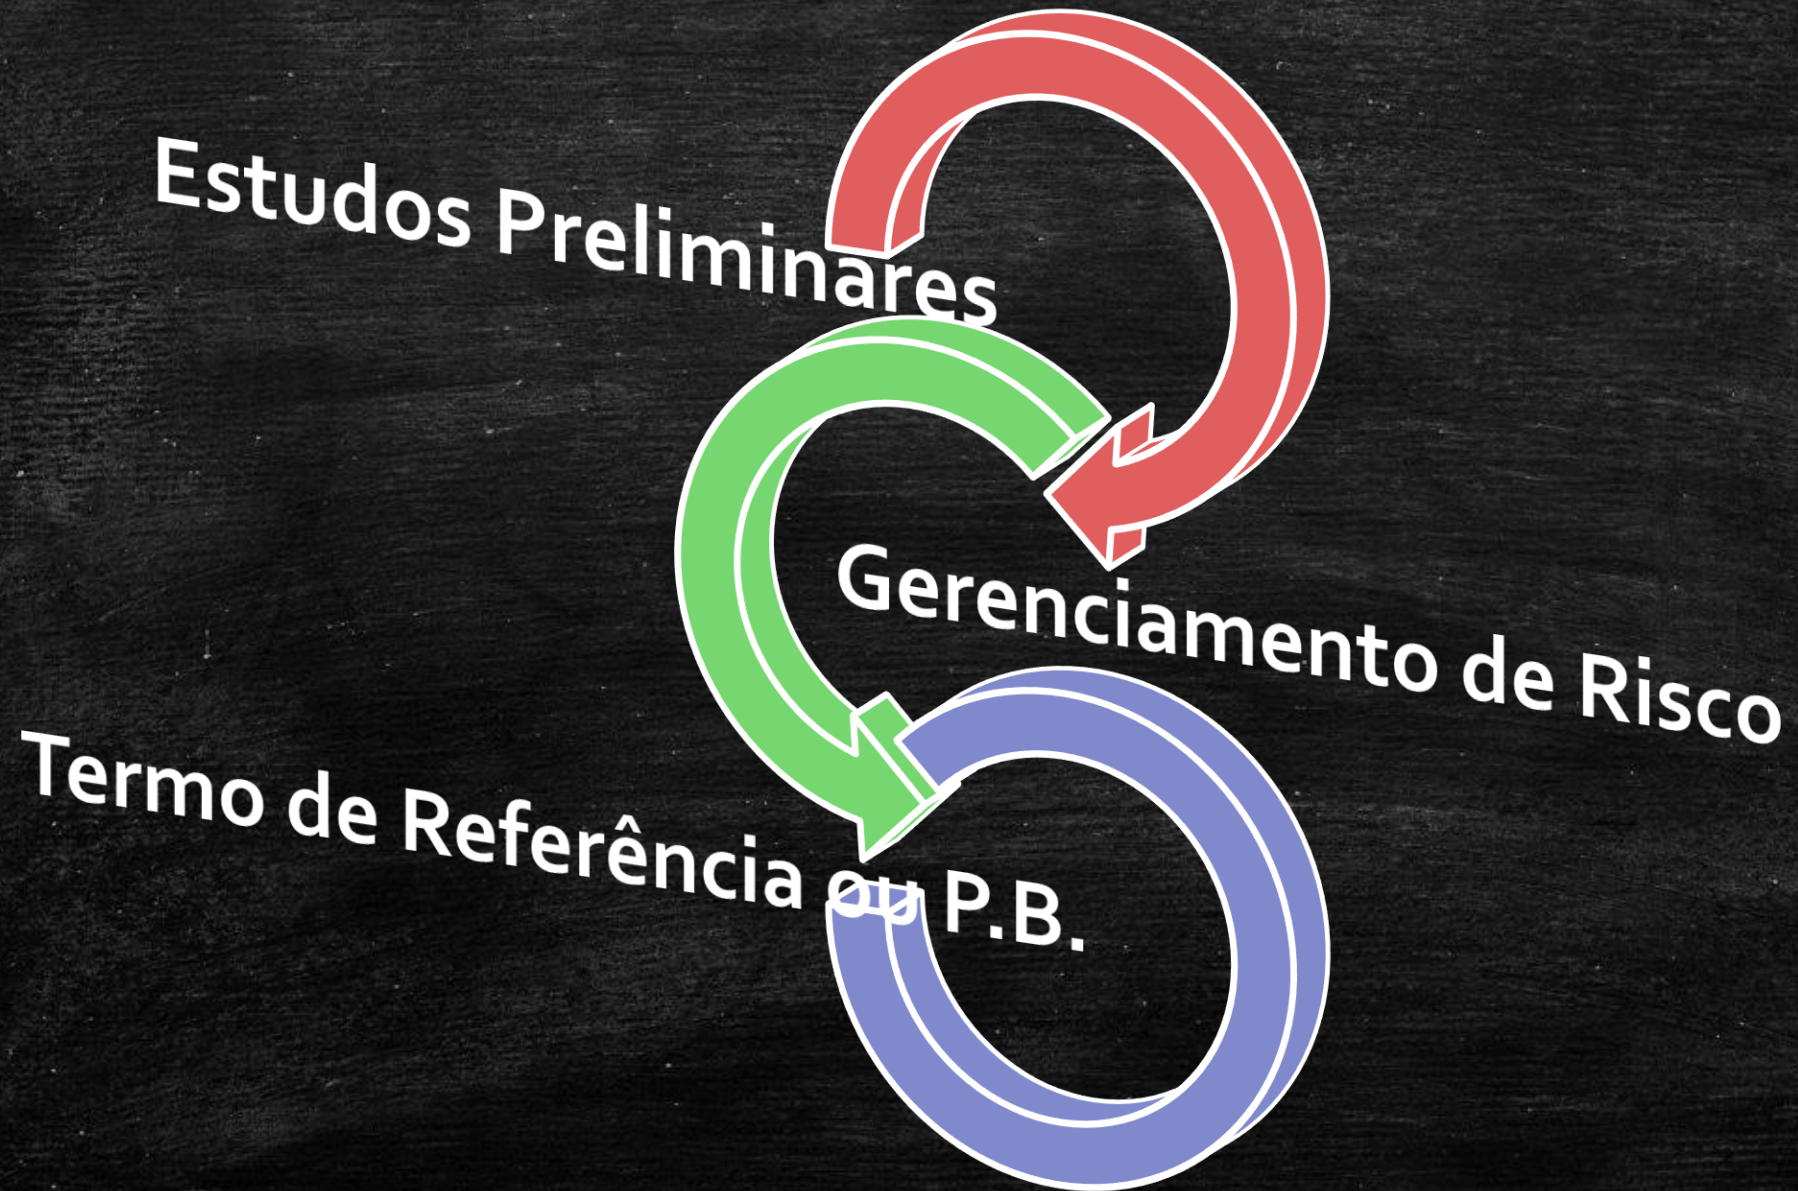 Estudos Preliminares
Gerenciamento de Risco
Termo de Referência ou P.B.